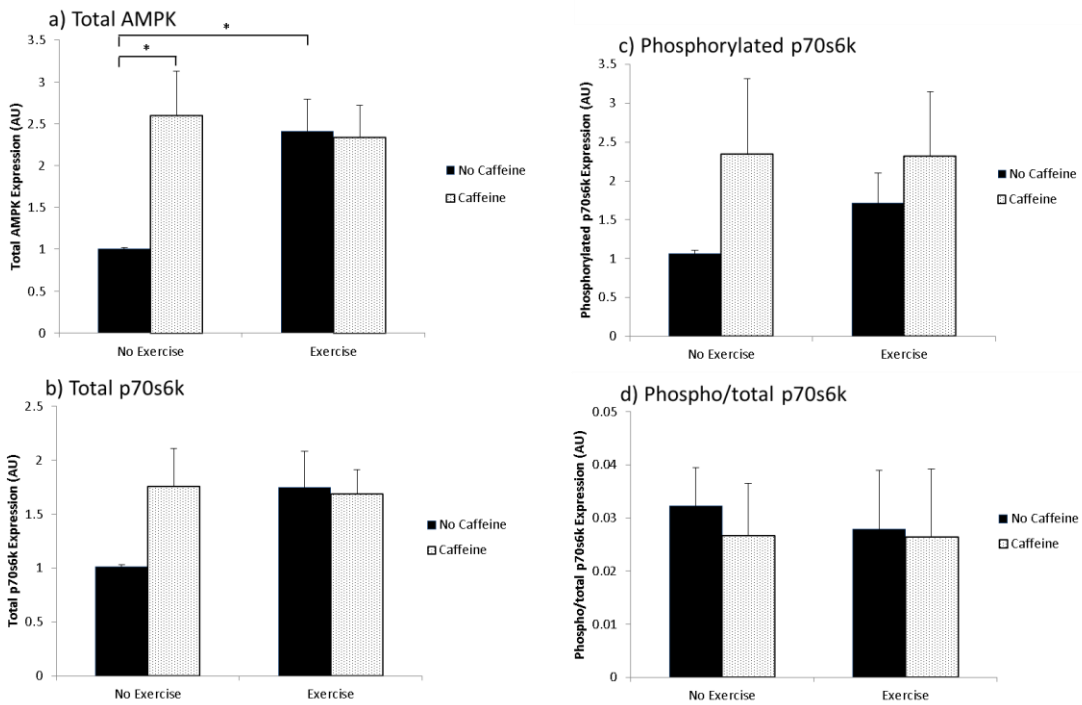 a) Total AMPK
*
*
3.5
3
2.5
2
1.5
1
0.5
0
Total AMPK Expression (AU)
No Exercise
Exercise
No Caffeine
Caffeine
b) Total p70s6k
2.5
2
1.5
1
0.5
0
Total p70s6k Expression (AU)
No Exercise
Exercise
No Caffeine
Caffeine
c) Phosphorylated p70s6k
3.5
3
2.5
2
1.5
1
0.5
0
Phosphorylated p70s6k Expression (AU)
No Exercise
Exercise
No Caffeine
Caffeine
d) Phospho/total p70s6k
0.05
0.04
0.03
0.02
0.01
0
Phospho/total p70s6k Expression (AU)
No Exercise
Exercise
No Caffeine
Caffeine